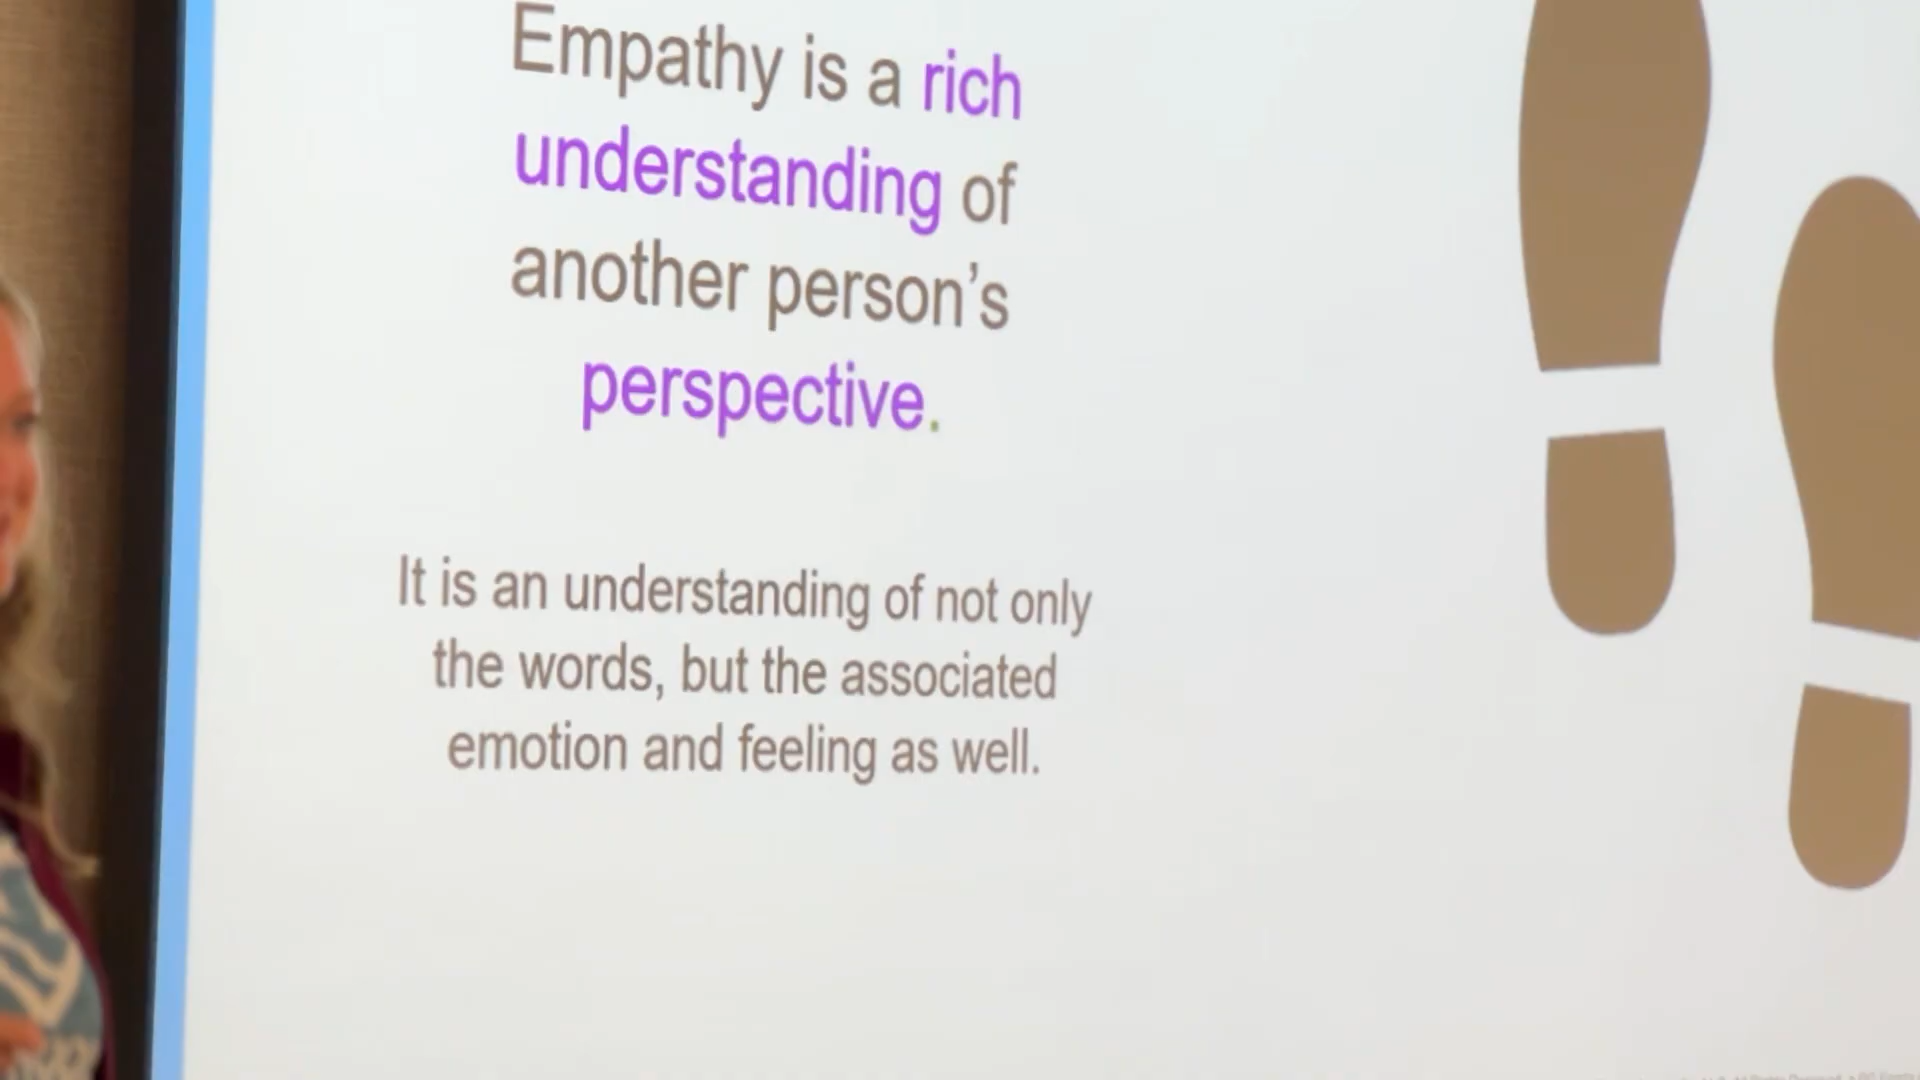 Empathy is a rich
understanding of
another person's
perspective.
It is an understanding of not only
the words, but the associated
emotion and feeling as well.